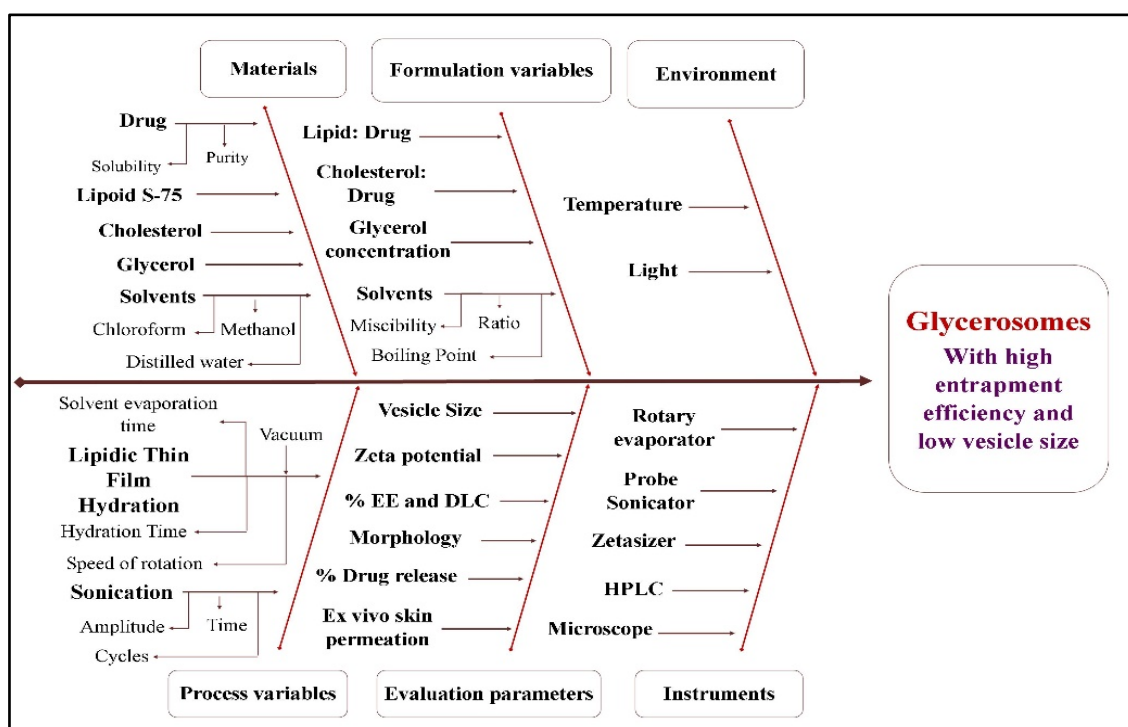 Materials
Formulation variables
Environment
Drug
Solubility
Purity
Lipoid S-75
Cholesterol
Glycerol
Solvents
Chloroform
Methanol
Distilled water
Lipid: Drug
Cholesterol:
Drug
Glycerol
concentration
Solvents
Miscibility
Ratio
Boiling Point
Temperature
Light
Glycerosomes
With high
entrapment
efficiency and
low vesicle size
Solvent evaporation
time
Vacuum
Lipidic Thin
Film
Hydration
Hydration Time
Speed of rotation
Sonication
Amplitude
Time
Cycles
Vesicle Size
Zeta potential
% EE and DLC
Morphology
% Drug release
Ex vivo skin
permeation
Rotary
evaporator
Probe
Sonicator
Zetasizer
HPLC
Microscope
Process variables
Evaluation parameters
Instruments